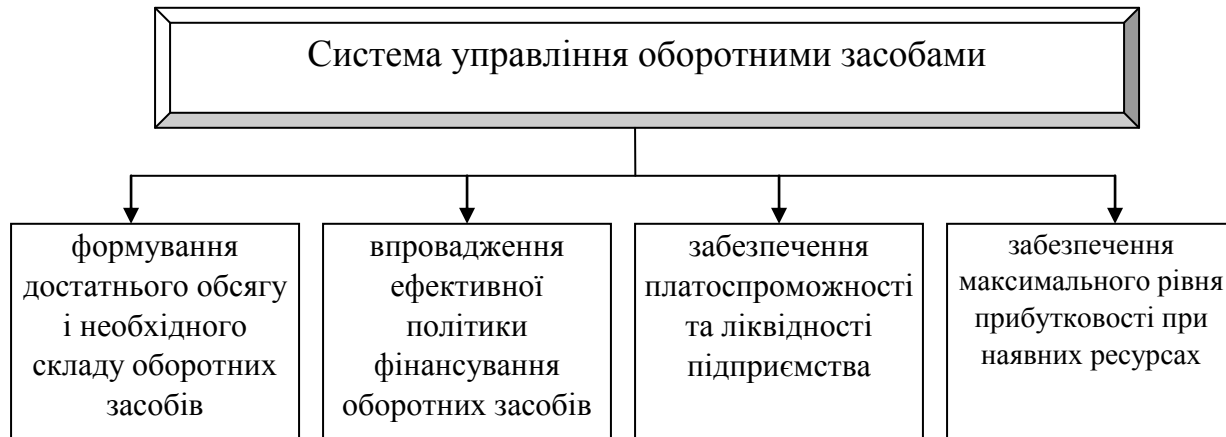 Система управління оборотними засобами
формування
достатнього обсягу
і необхідного
складу оборотних
засобів
впровадження
ефективної
політики
фінансування
оборотних засобів
забезпечення
платоспроможності
та ліквідності
підприємства
забезпечення
максимального рівня
прибутковості при
наявних ресурсах